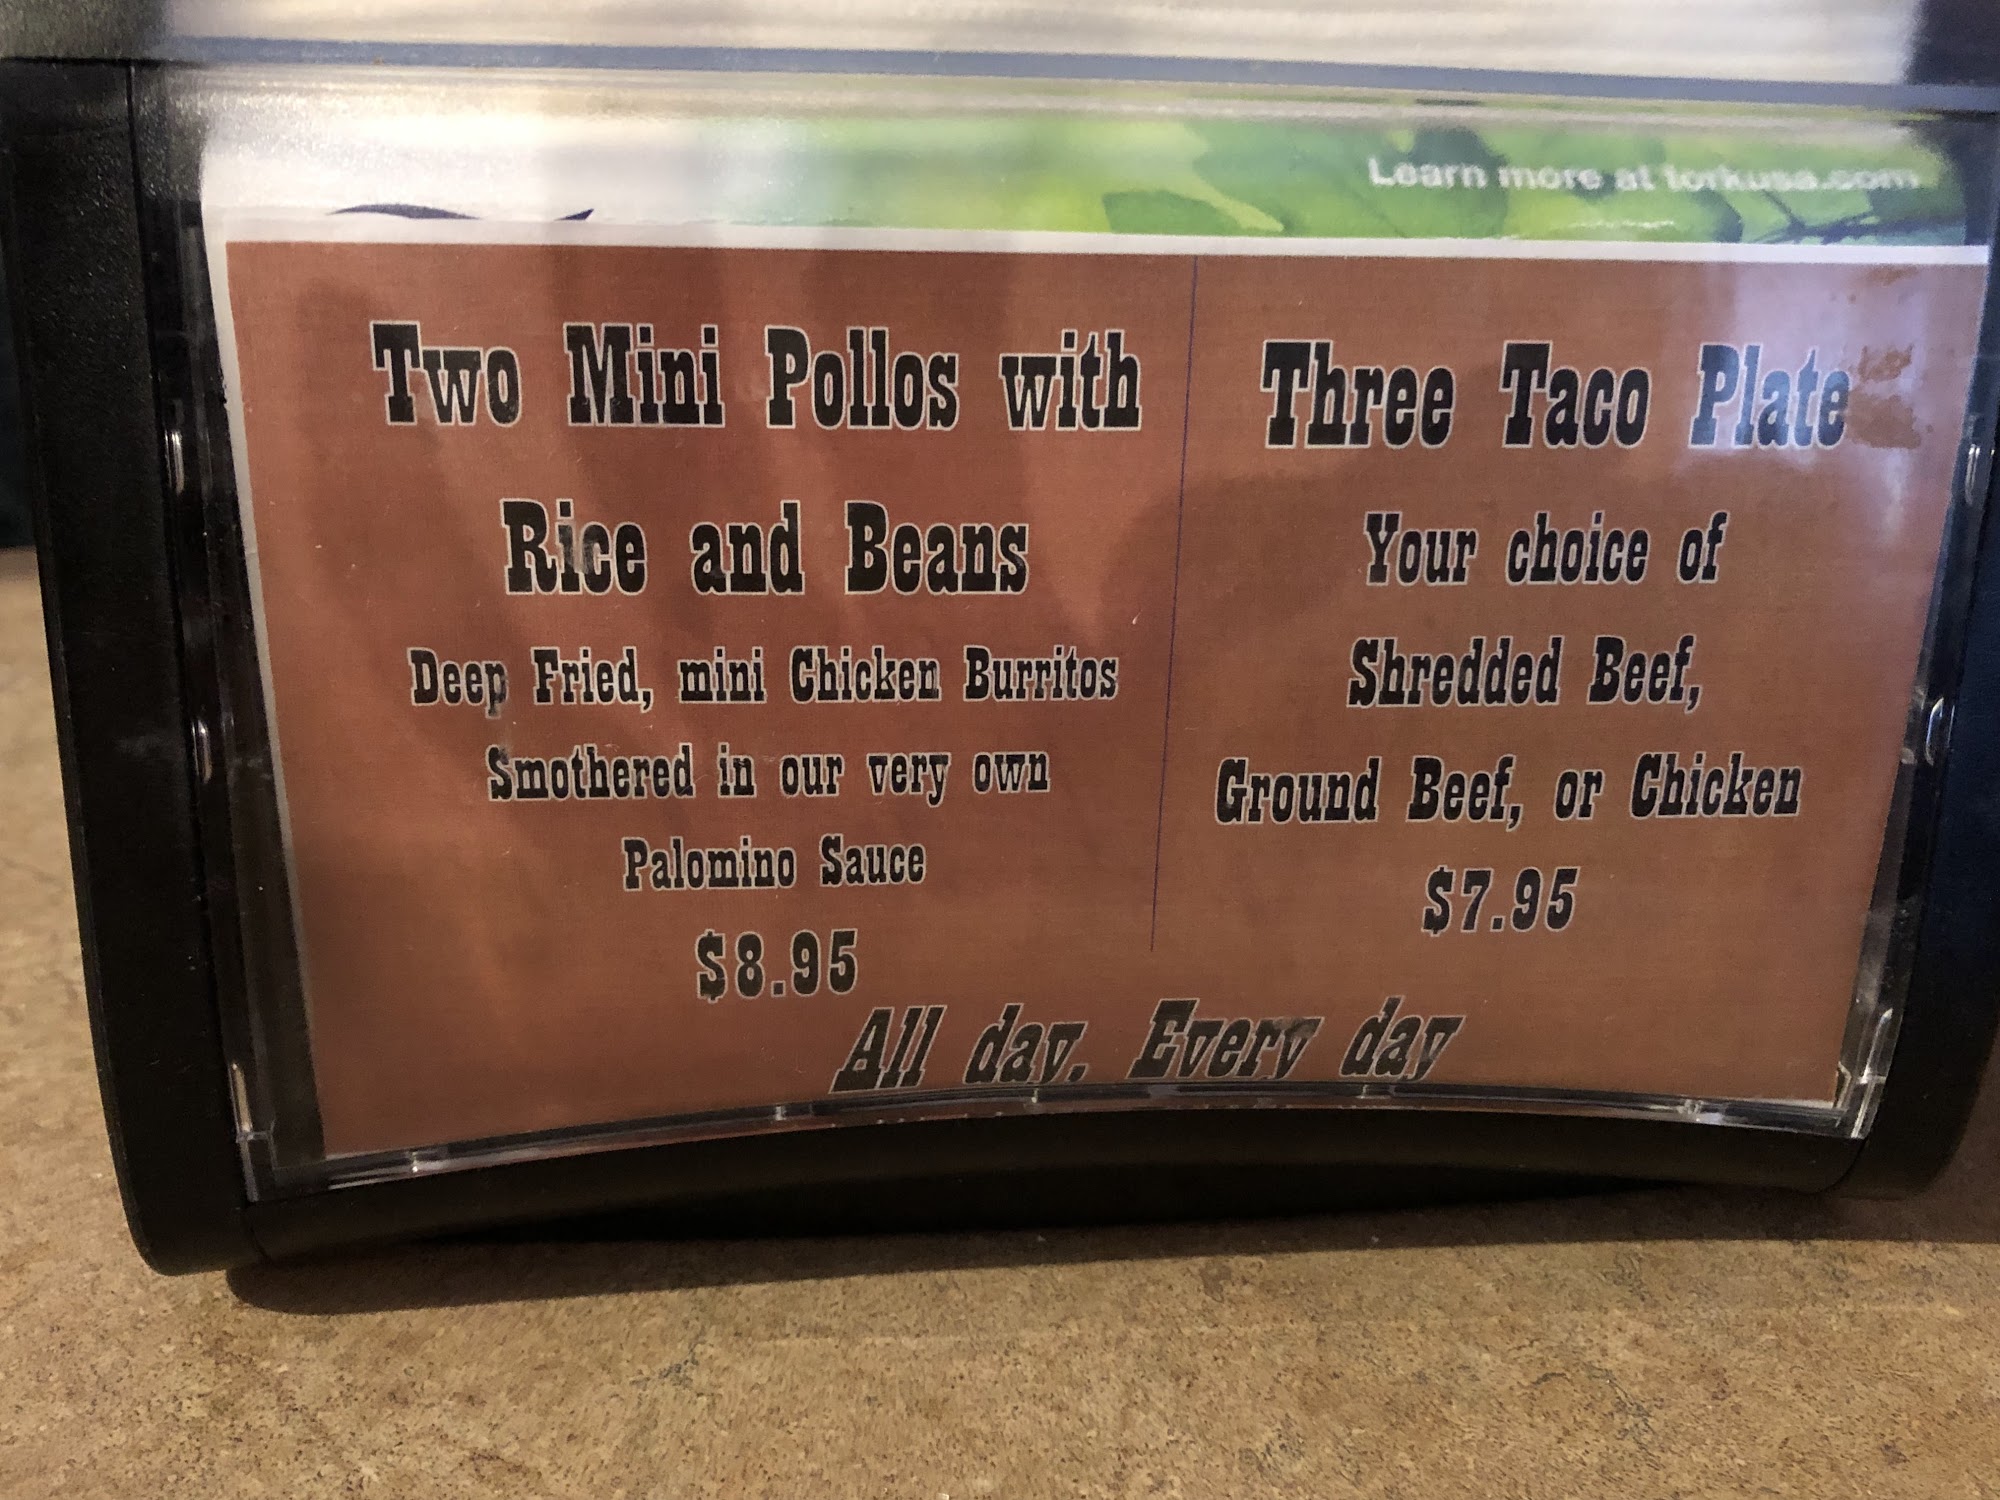 Learn more at torkusa.com
Two Mini Pollos with
Rice and Beans
Deep Fried, mini Chicken Burritos
Smothered in our very own
Palomino Sauce
$8.95
Three Taco Plate
Your choice of
Shredded Beef,
Ground Beef, or Chicken
$7.95
All day, Every day